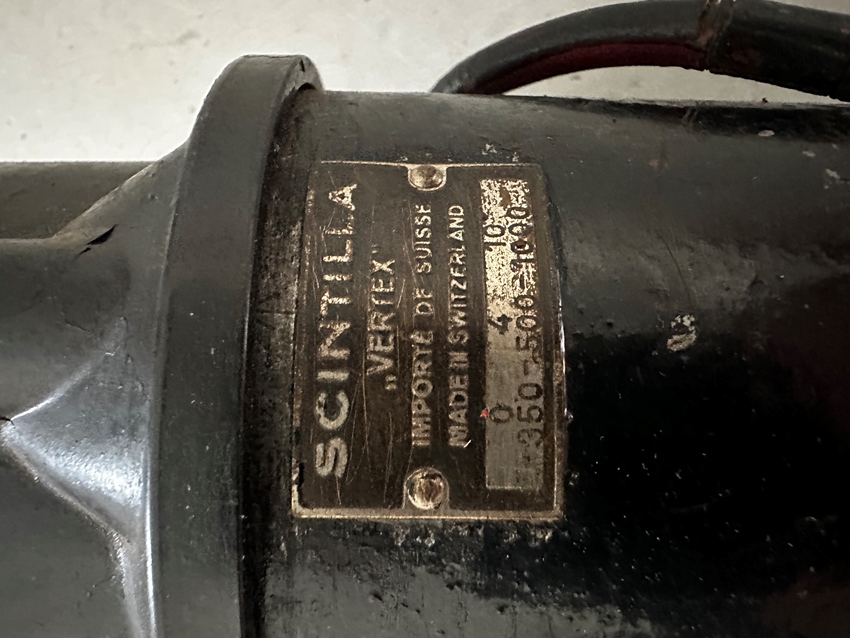 SCINTILLA
„VERTEX”
IMPORTÉ DE SUISSE
MADE IN SWITZERLAND
0 4 10
350-500-1000